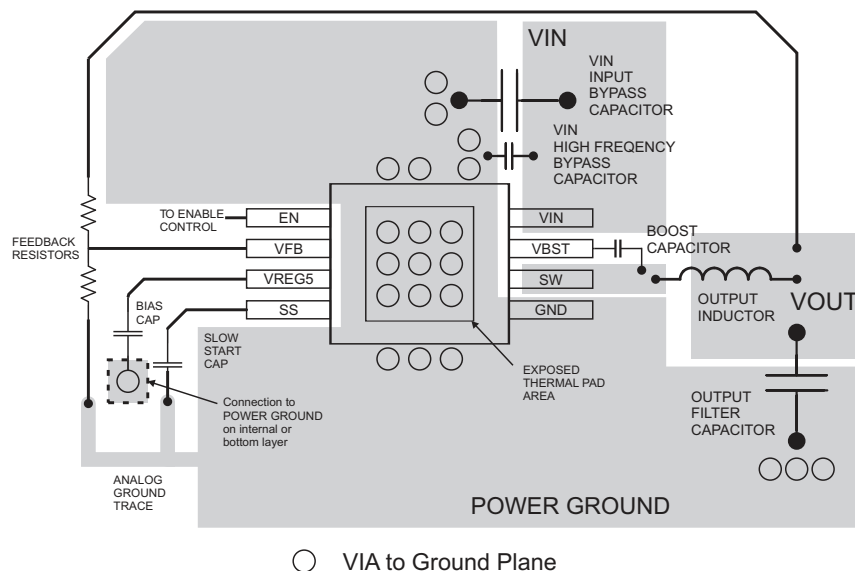 VIN
VIN
INPUT
BYPASS
CAPACITOR
VIN
HIGH FREQENCY
BYPASS
CAPACITOR
TO ENABLE
CONTROL
EN
VFB
VREG5
SS
VIN
VBST
SW
GND
BOOST
CAPACITOR
FEEDBACK
RESISTORS
BIAS
CAP
SLOW
START
CAP
OUTPUT
INDUCTOR
VOUT
EXPOSED
THERMAL PAD
AREA
Connection to
POWER GROUND
on internal or
bottom layer
OUTPUT
FILTER
CAPACITOR
ANALOG
GROUND
TRACE
POWER GROUND
VIA to Ground Plane